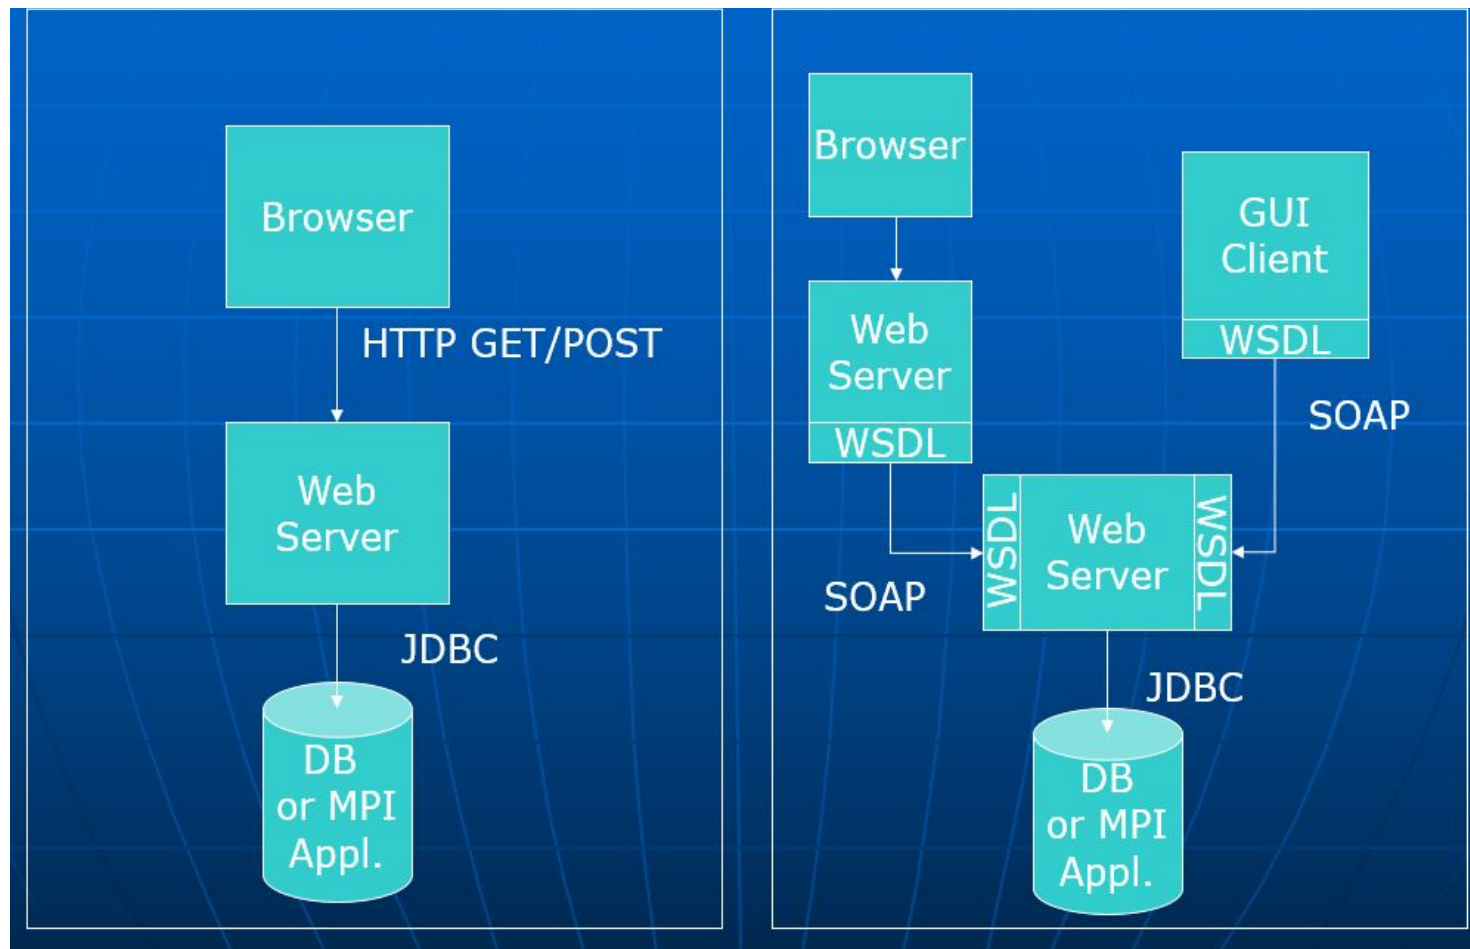 Browser
HTTP GET/POST
Web
Server
JDBC
DB
or MPI
Appl.
Browser
Web
Server
WSDL
SOAP
GUI
Client
WSDL
SOAP
WSDL
Web
Server
WSDL
JDBC
DB
or MPI
Appl.